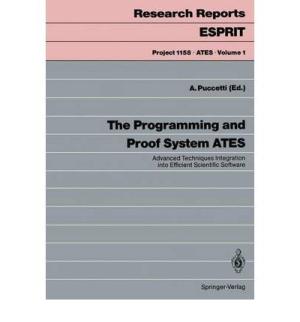 Research Reports
ESPRIT
Project 1158 · ATES · Volume 1
A. Puccetti (Ed.)
The Programming and
Proof System ATES
Advanced Techniques Integration
into Efficient Scientific Software
Springer-Verlag